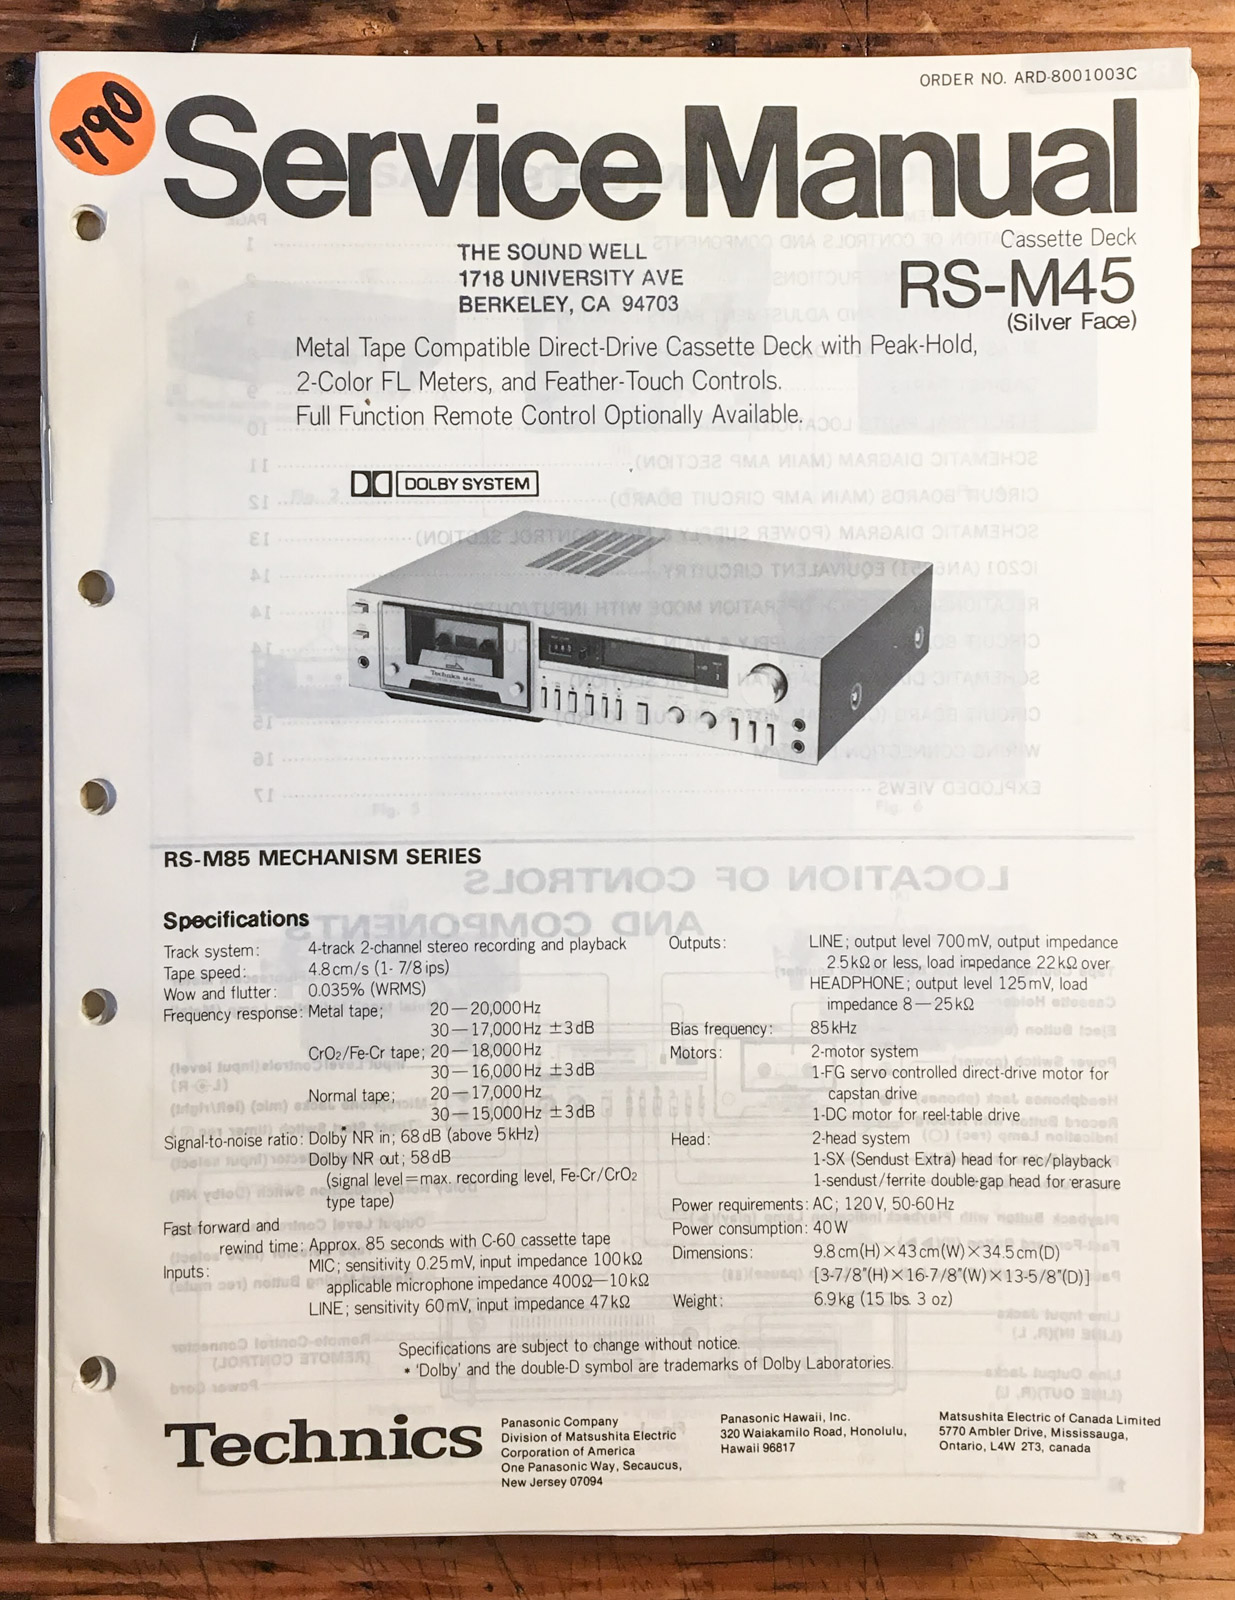 790
ORDER NO. ARD-8001003C
Service Manual
Cassette Deck
RS-M45
(Silver Face)
THE SOUND WELL
1718 UNIVERSITY AVE
BERKELEY, CA 94703
Metal Tape Compatible Direct-Drive Cassette Deck with Peak-Hold,
2-Color FL Meters, and Feather-Touch Controls.
Full Function Remote Control Optionally Available.
DOLBY SYSTEM
Technics M45
RS-M85 MECHANISM SERIES
Specifications
Track system: 4-track 2-channel stereo recording and playback
Tape speed: 4.8cm/s (1- 7/8 ips)
Wow and flutter: 0.035% (WRMS)
Frequency response: Metal tape; 20—20,000Hz
30—17,000Hz ±3dB
CrO₂/Fe-Cr tape; 20—18,000Hz
30—16,000Hz ±3dB
Normal tape; 20—17,000Hz
30—15,000Hz ±3dB
Signal-to-noise ratio: Dolby NR in; 68dB (above 5kHz)
Dolby NR out; 58dB
(signal level=max. recording level, Fe-Cr/CrO₂
type tape)
Fast forward and
rewind time: Approx. 85 seconds with C-60 cassette tape
Inputs: MIC; sensitivity 0.25mV, input impedance 100kΩ
applicable microphone impedance 400Ω—10kΩ
LINE; sensitivity 60mV, input impedance 47kΩ
Outputs: LINE; output level 700mV, output impedance
2.5kΩ or less, load impedance 22kΩ over
HEADPHONE; output level 125mV, load
impedance 8—25kΩ
Bias frequency: 85kHz
Motors: 2-motor system
1-FG servo controlled direct-drive motor for
capstan drive
1-DC motor for reel-table drive
Head: 2-head system
1-SX (Sendust Extra) head for rec/playback
1-sendust/ferrite double-gap head for erasure
Power requirements: AC; 120V, 50-60Hz
Power consumption: 40W
Dimensions: 9.8cm(H)×43cm(W)×34.5cm(D)
[3-7/8"(H)×16-7/8"(W)×13-5/8"(D)]
Weight: 6.9kg (15 lbs. 3 oz)
Specifications are subject to change without notice.
* 'Dolby' and the double-D symbol are trademarks of Dolby Laboratories.
Technics
Panasonic Company
Division of Matsushita Electric
Corporation of America
One Panasonic Way, Secaucus,
New Jersey 07094
Panasonic Hawaii, Inc.
320 Waiakamilo Road, Honolulu,
Hawaii 96817
Matsushita Electric of Canada Limited
5770 Ambler Drive, Mississauga,
Ontario, L4W 2T3, canada